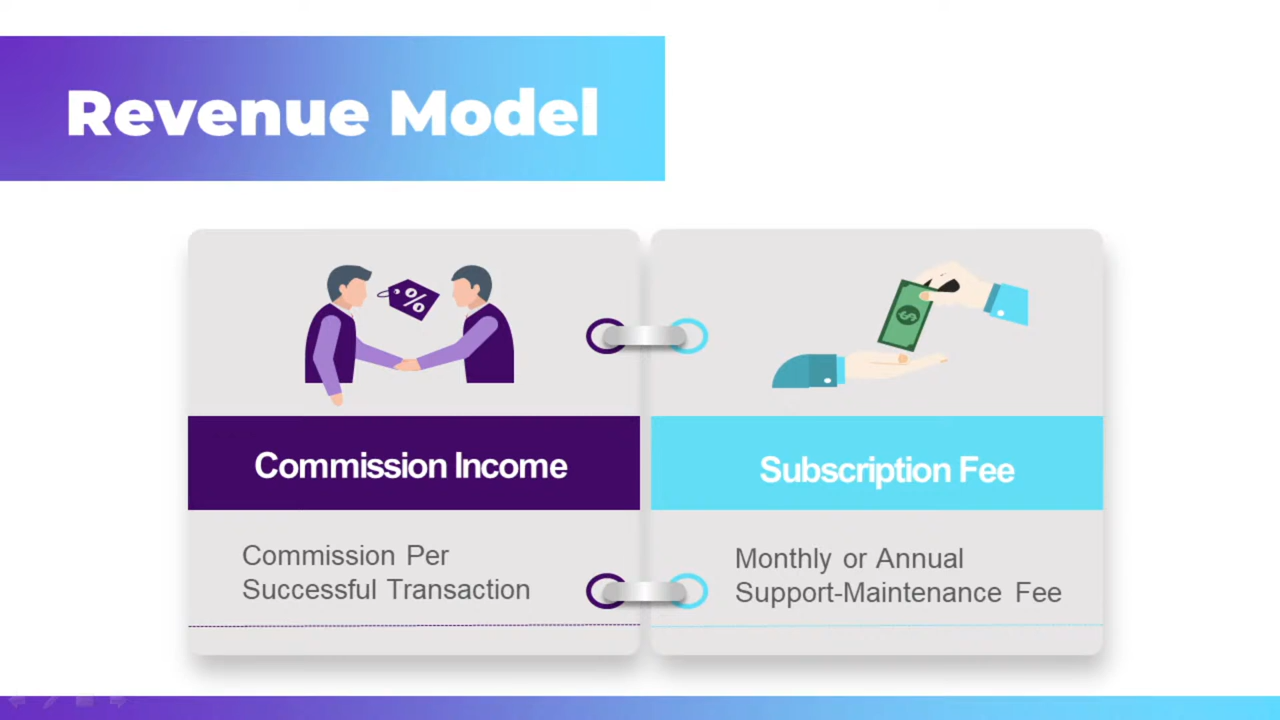 Revenue Model
%
$
Commission Income
Subscription Fee
Commission Per
Successful Transaction
Monthly or Annual
Support-Maintenance Fee